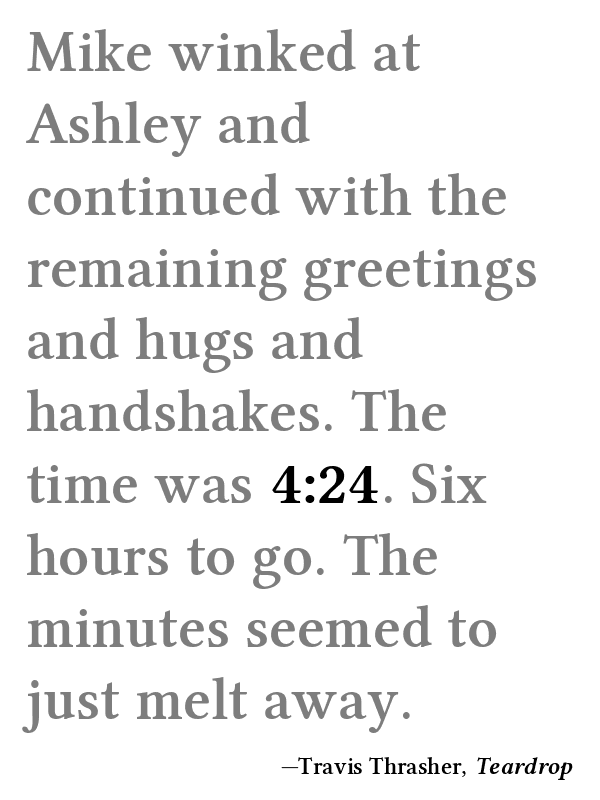 Mike winked at
Ashley and
continued with the
remaining greetings
and hugs and
handshakes. The
time was 4:24. Six
hours to go. The
minutes seemed to
just melt away.
—Travis Thrasher, Teardrop